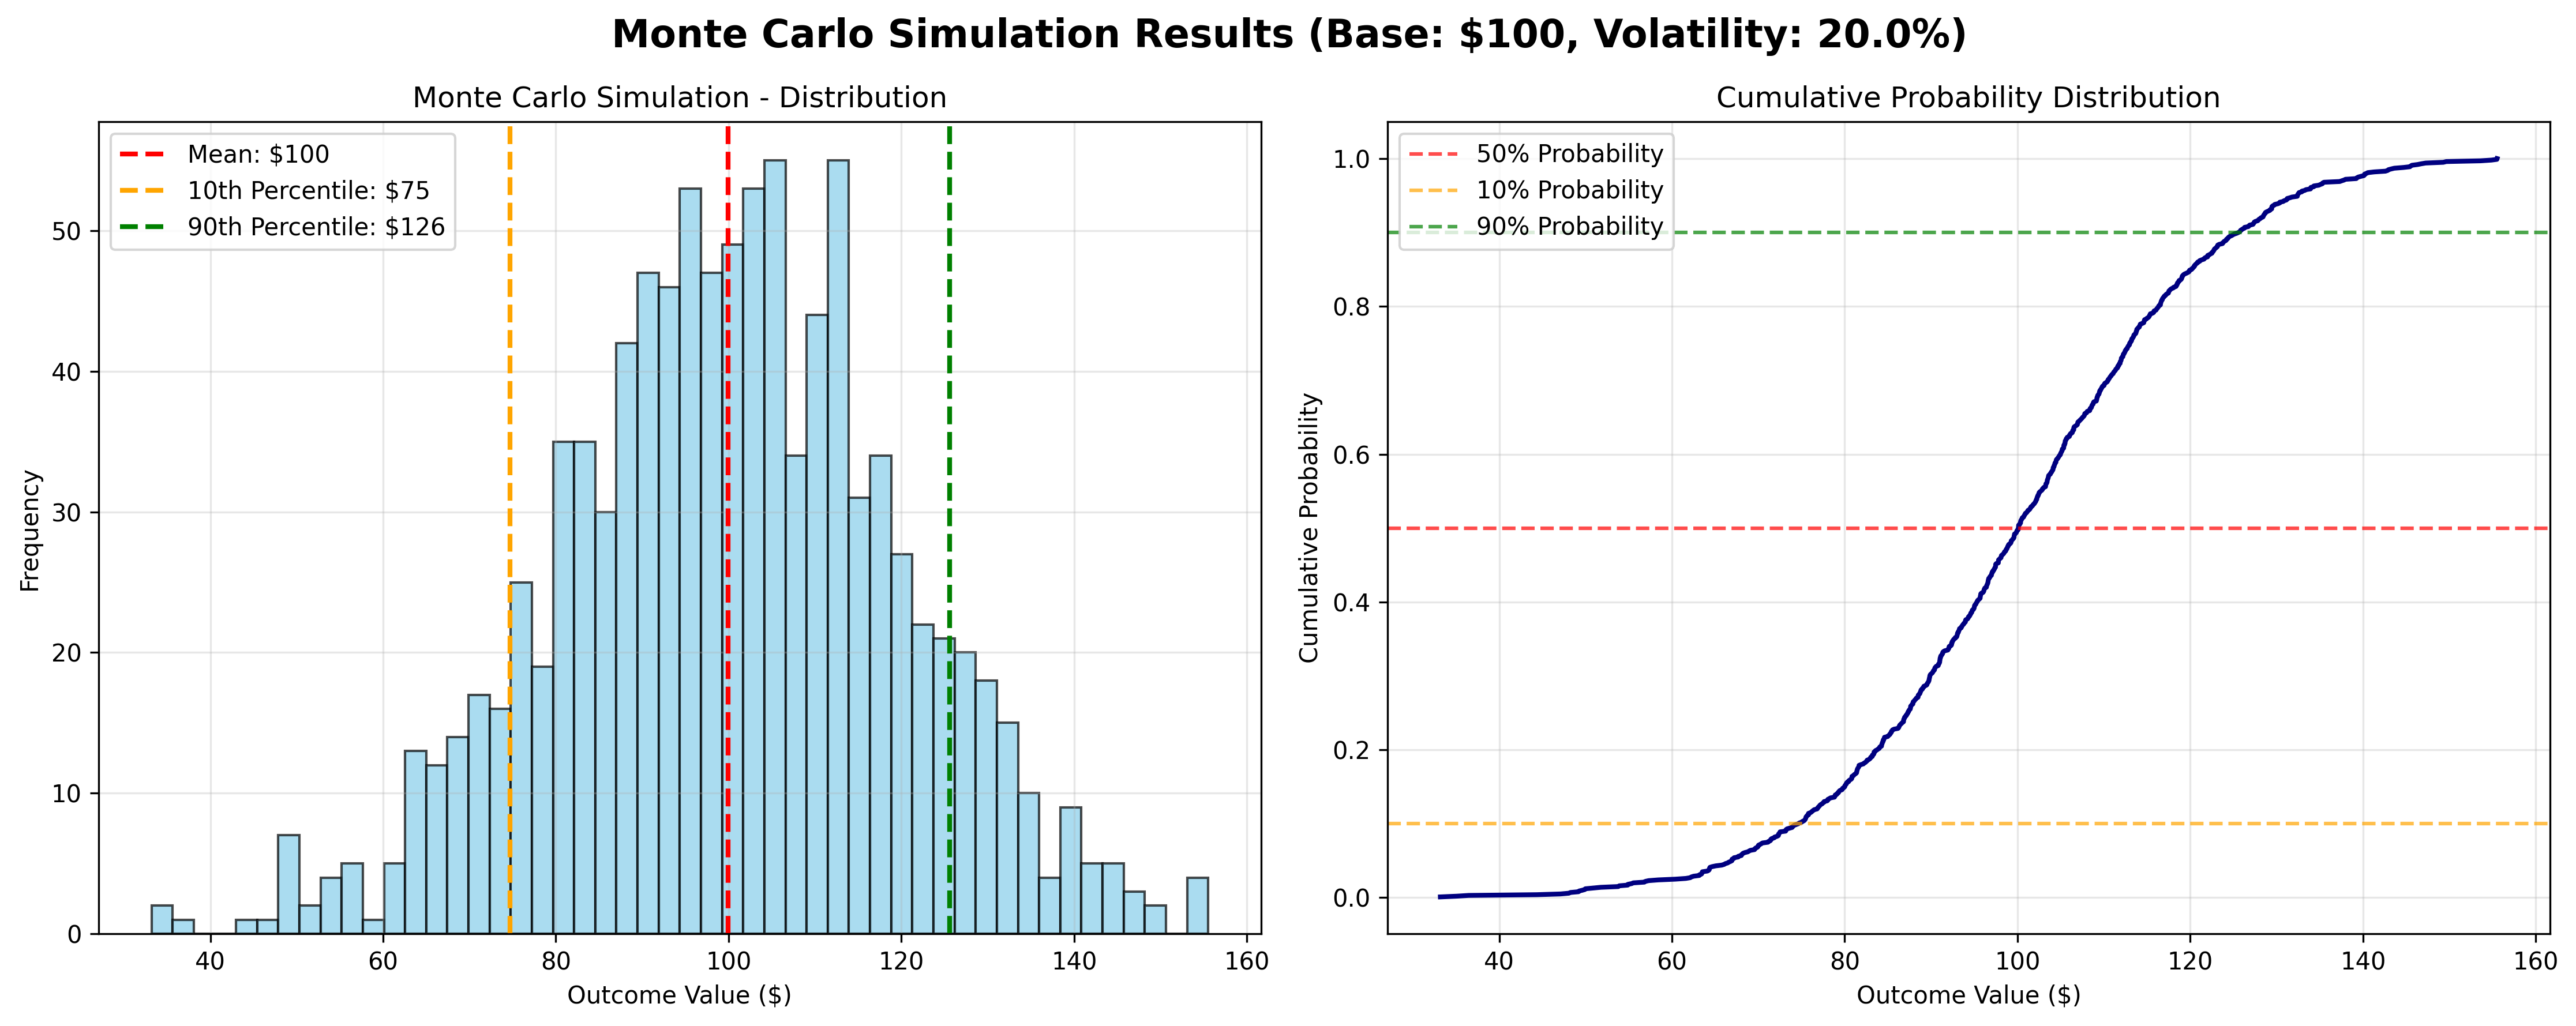 Monte Carlo Simulation Results (Base: $100, Volatility: 20.0%)
Monte Carlo Simulation - Distribution
Mean: $100
10th Percentile: $75
90th Percentile: $126
Frequency
50
40
30
20
10
0
40 60 80 100 120 140 160
Outcome Value ($)
Cumulative Probability Distribution
50% Probability
10% Probability
90% Probability
Cumulative Probability
1.0
0.8
0.6
0.4
0.2
0.0
40 60 80 100 120 140 160
Outcome Value ($)